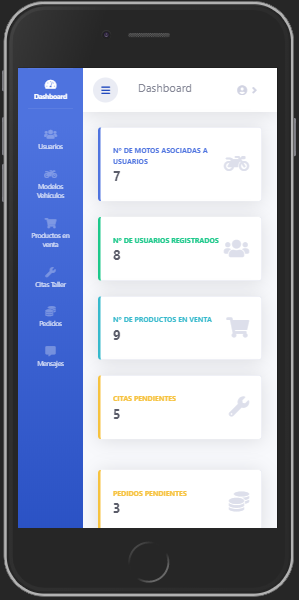 Dashboard
Usuarios
Modelos
Vehículos
Productos en
venta
Citas Taller
Pedidos
Mensajes
Dashboard
Nº DE MOTOS ASOCIADAS A
USUARIOS
7
Nº DE USUARIOS REGISTRADOS
8
Nº DE PRODUCTOS EN VENTA
9
CITAS PENDIENTES
5
PEDIDOS PENDIENTES
3